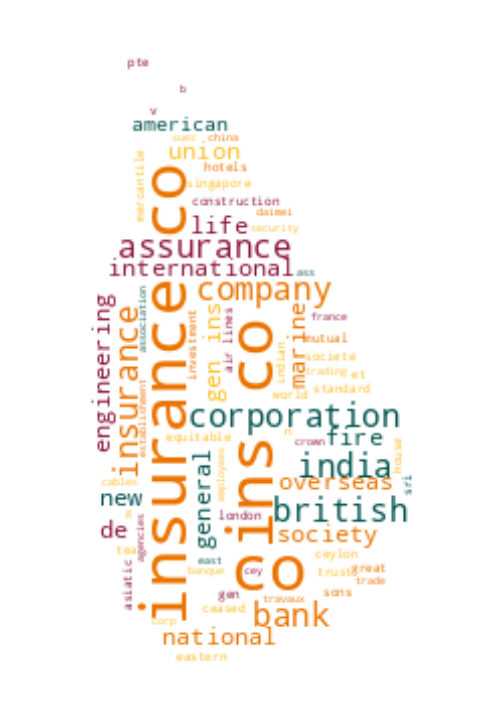 pte
b
v
american
suez
china
union
mercantile
hotels
singapore
construction
daimei
life
security
assurance
international
ass
company
insurance co
engineering
association
insurance
investment
gen ins
air lines
ins co
marine
france
mutual
indian
societe
trading
et
world
standard
establishment
corporation
equitable
n
crown
fire
house
india
general
employees
cables
overseas
sri
new
british
de
agencies
london
society
tea
east
ceylon
asiatic
banque
cey
co
trust
great
trade
gen
travaux
sons
ceased
bank
corp
national
eastern